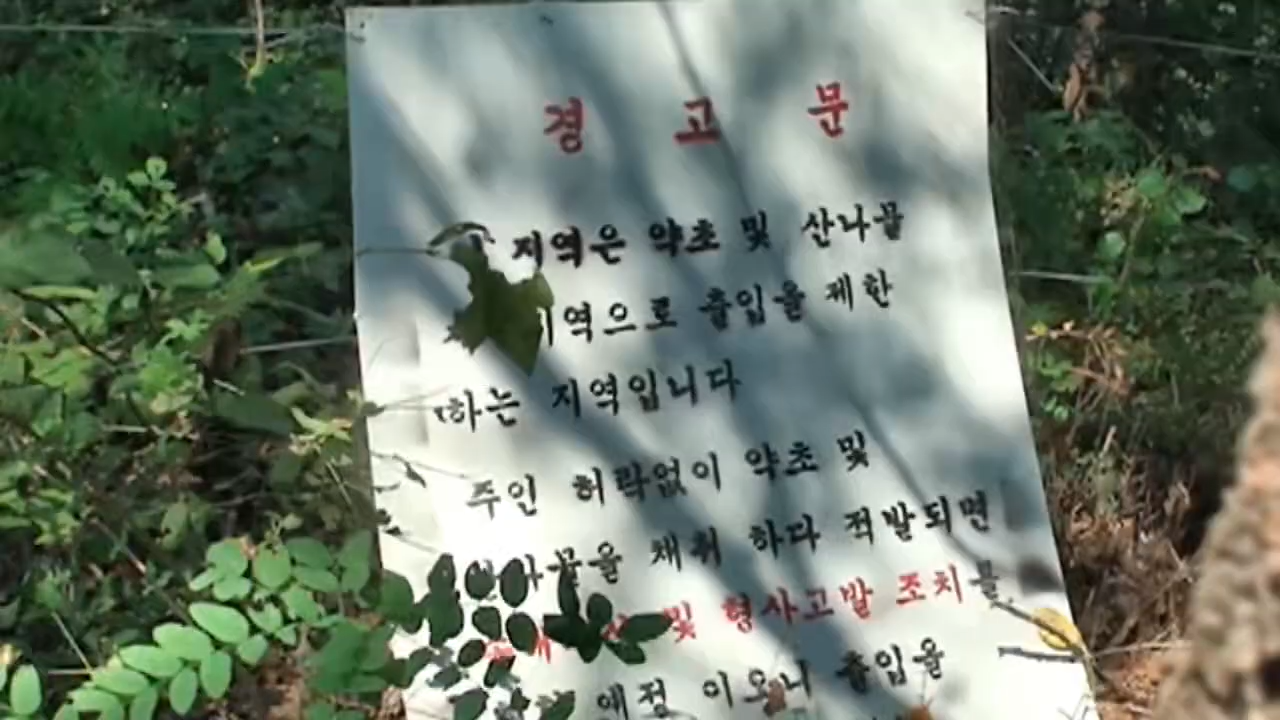 경 고 문
지역은 약초 및 산나물
지역으로 출입을 제한
하는 지역입니다
주인 허락없이 약초 및
산나물을 채취 하다 적발되면
및 형사고발 조치를
예정 이오니 출입을